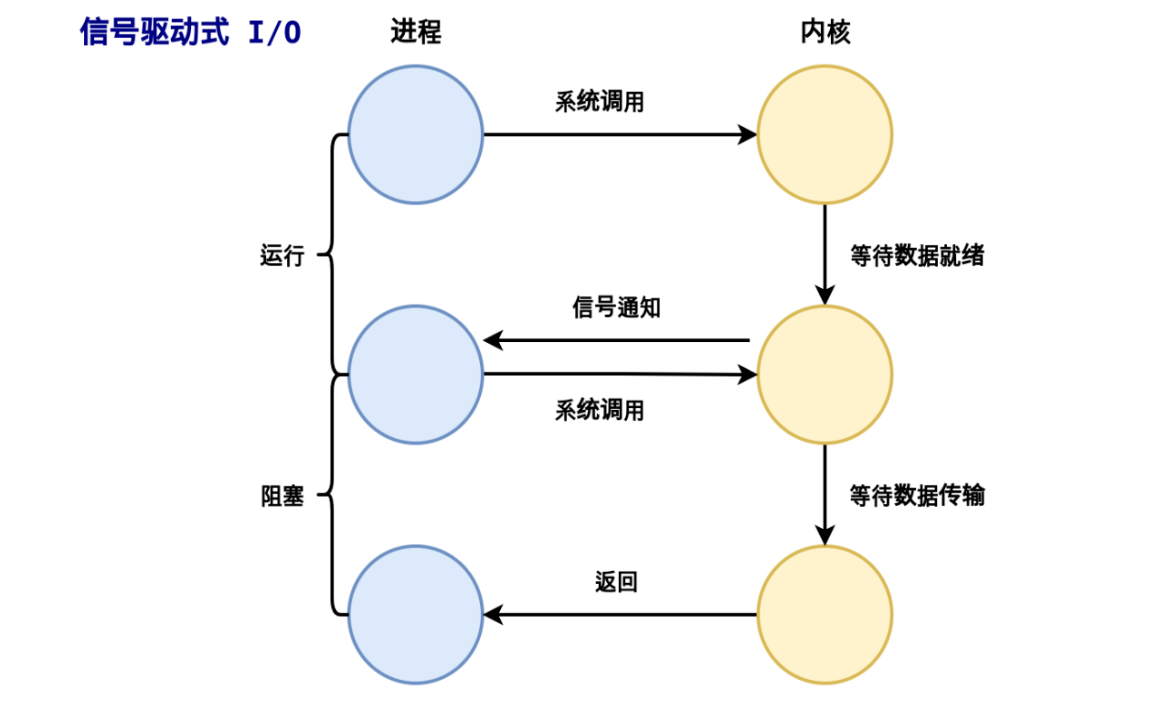 信号驱动式 I/O
进程
内核
系统调用
运行
等待数据就绪
信号通知
系统调用
阻塞
等待数据传输
返回